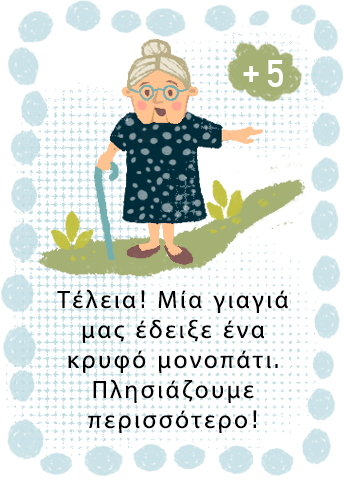 +5
Τέλεια! Μία γιαγιά
μας έδειξε ένα
κρυφό μονοπάτι.
Πλησιάζουμε
περισσότερο!